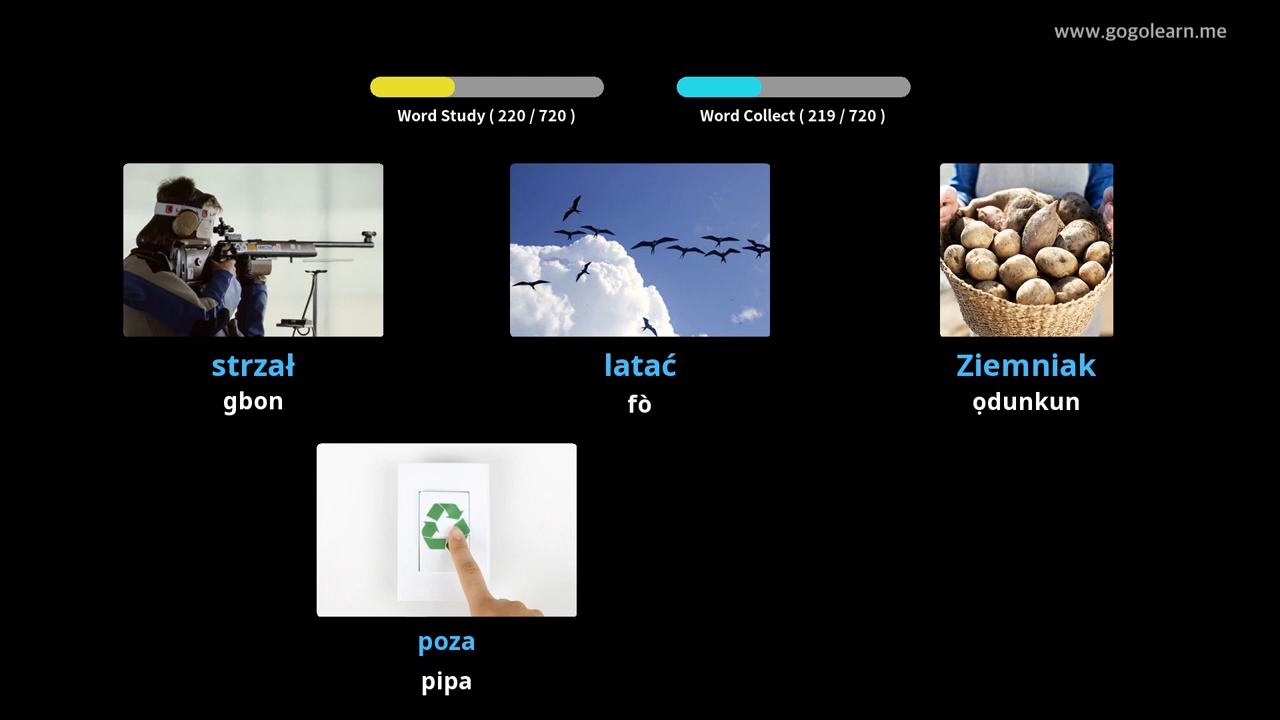 www.gogolearn.me
Word Study ( 220 / 720 )
Word Collect ( 219 / 720 )
strzał
gbon
latać
fò
Ziemniak
ọdunkun
poza
pipa